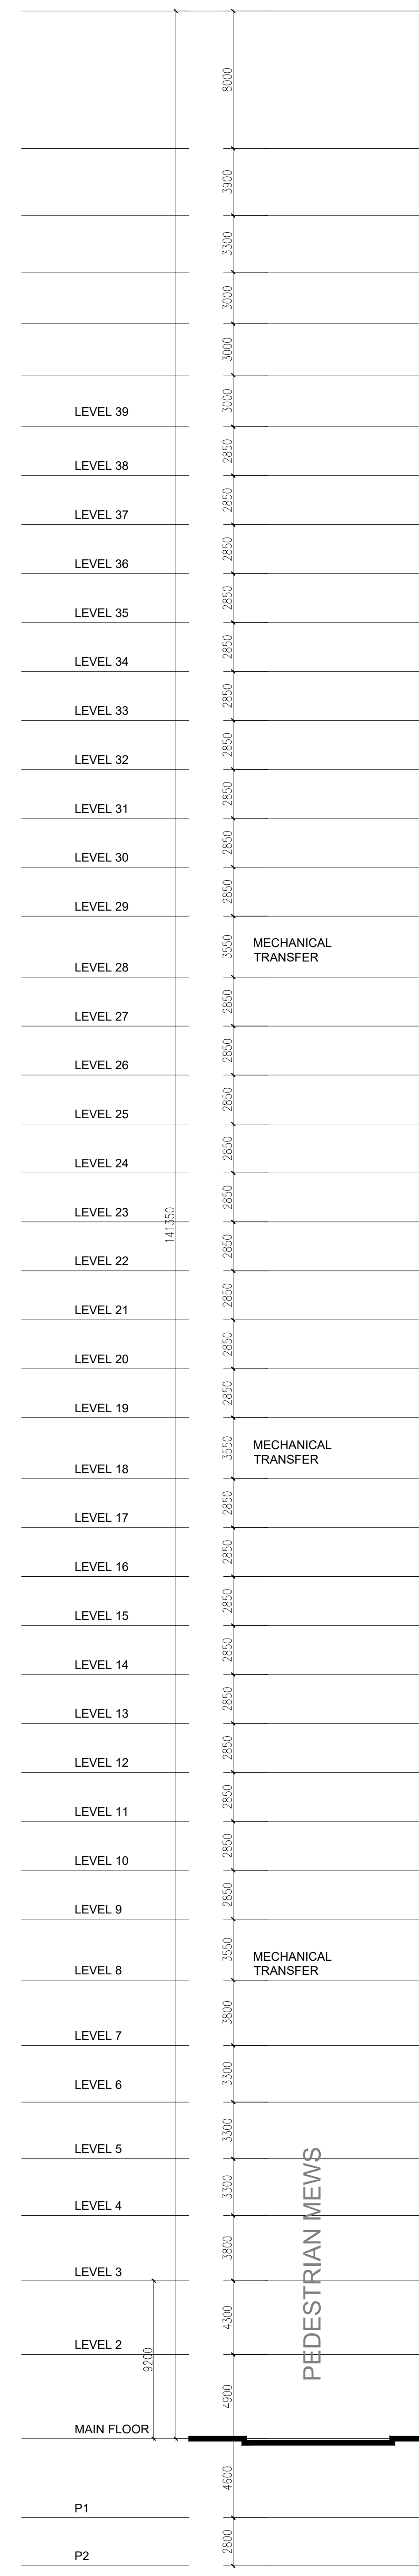 8000
3900
3300
3000
3000
3000
LEVEL 39
2850
LEVEL 38
2850
LEVEL 37
2850
LEVEL 36
2850
LEVEL 35
2850
LEVEL 34
2850
LEVEL 33
2850
LEVEL 32
2850
LEVEL 31
2850
LEVEL 30
2850
LEVEL 29
3550
MECHANICAL
TRANSFER
LEVEL 28
2850
LEVEL 27
2850
LEVEL 26
2850
LEVEL 25
2850
LEVEL 24
2850
LEVEL 23
141350
2850
LEVEL 22
2850
LEVEL 21
2850
LEVEL 20
2850
LEVEL 19
3550
MECHANICAL
TRANSFER
LEVEL 18
2850
LEVEL 17
2850
LEVEL 16
2850
LEVEL 15
2850
LEVEL 14
2850
LEVEL 13
2850
LEVEL 12
2850
LEVEL 11
2850
LEVEL 10
2850
LEVEL 9
3550
MECHANICAL
TRANSFER
LEVEL 8
3800
LEVEL 7
3300
LEVEL 6
3300
LEVEL 5
3300
LEVEL 4
3800
LEVEL 3
PEDESTRIAN MEWS
4300
LEVEL 2
9200
4900
MAIN FLOOR
4600
P1
2800
P2